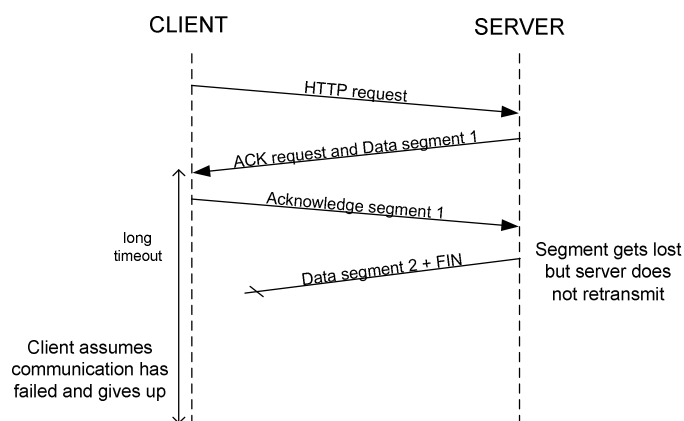 CLIENT
SERVER
HTTP request
ACK request and Data segment 1
Acknowledge segment 1
long
timeout
Data segment 2 + FIN
Segment gets lost
but server does
not retransmit
Client assumes
communication has
failed and gives up